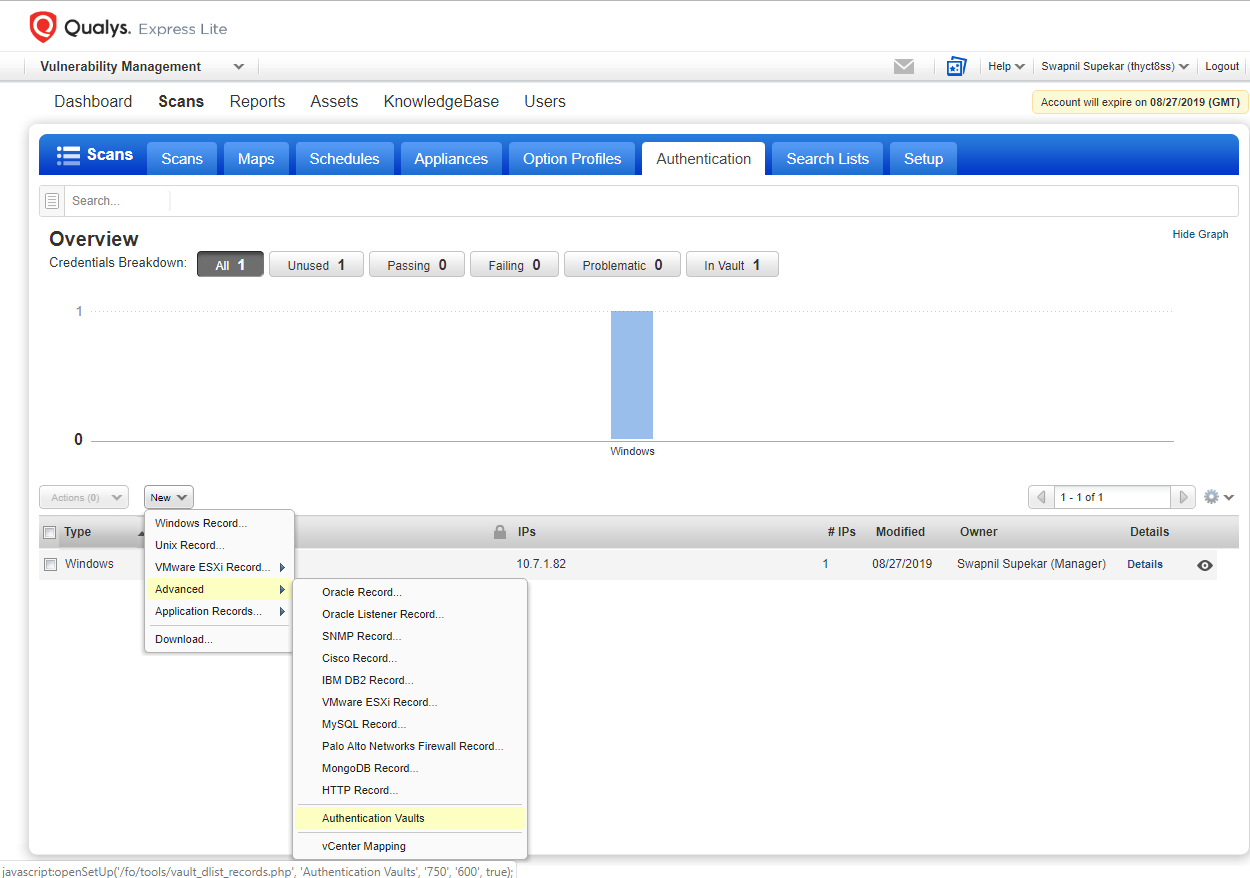 Qualys. Express Lite
Vulnerability Management
Help
Swapnil Supekar (thyct8ss)
Logout
Dashboard Scans Reports Assets KnowledgeBase Users
Account will expire on 08/27/2019 (GMT)
Scans Scans Maps Schedules Appliances Option Profiles Authentication Search Lists Setup
Search...
Overview
Hide Graph
Credentials Breakdown: All 1 Unused 1 Passing 0 Failing 0 Problematic 0 In Vault 1
1
0
Windows
Actions (0) New 1 - 1 of 1
Type IPs # IPs Modified Owner Details
Windows 10.7.1.82 1 08/27/2019 Swapnil Supekar (Manager) Details
Windows Record...
Unix Record...
VMware ESXi Record...
Advanced
Application Records...
Download...
Oracle Record...
Oracle Listener Record...
SNMP Record...
Cisco Record...
IBM DB2 Record...
VMware ESXi Record...
MySQL Record...
Palo Alto Networks Firewall Record...
MongoDB Record...
HTTP Record...
Authentication Vaults
vCenter Mapping
javascript:openSetUp('/fo/tools/vault_dlist_records.php', 'Authentication Vaults', '750', '600', true);